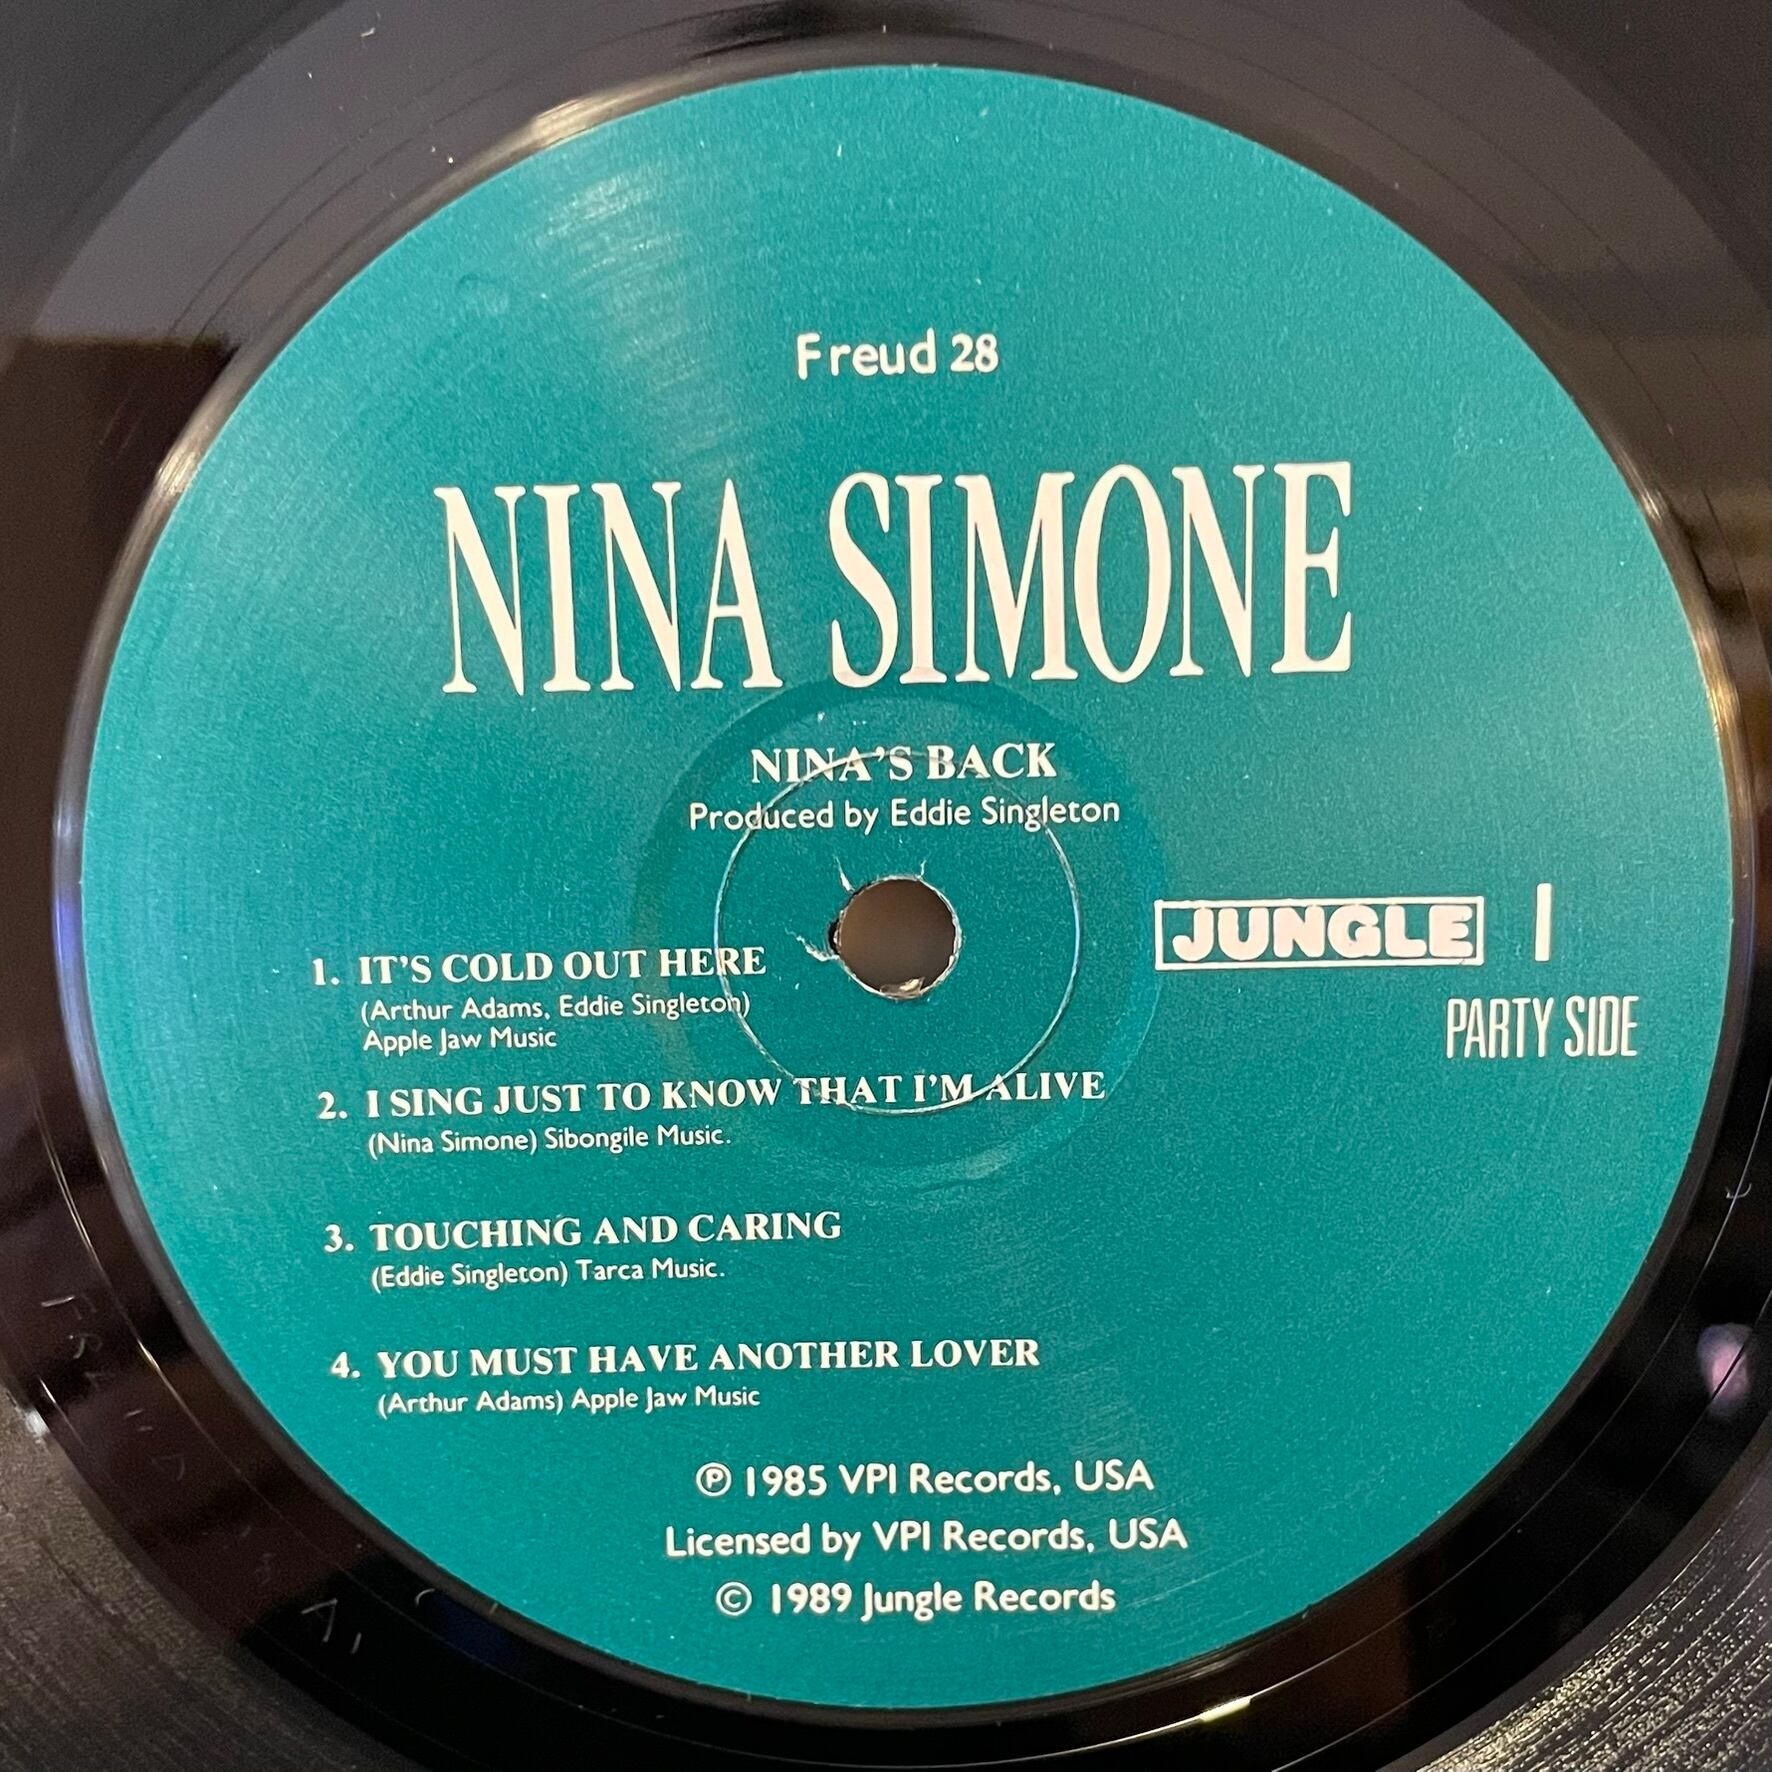 Freud 28
NINA SIMONE
NINA'S BACK
Produced by Eddie Singleton
JUNGLE I
PARTY SIDE
1. IT'S COLD OUT HERE
(Arthur Adams, Eddie Singleton)
Apple Jaw Music
2. I SING JUST TO KNOW THAT I'M ALIVE
(Nina Simone) Sibongile Music.
3. TOUCHING AND CARING
(Eddie Singleton) Tarca Music.
4. YOU MUST HAVE ANOTHER LOVER
(Arthur Adams) Apple Jaw Music
Ⓟ 1985 VPI Records, USA
Licensed by VPI Records, USA
© 1989 Jungle Records